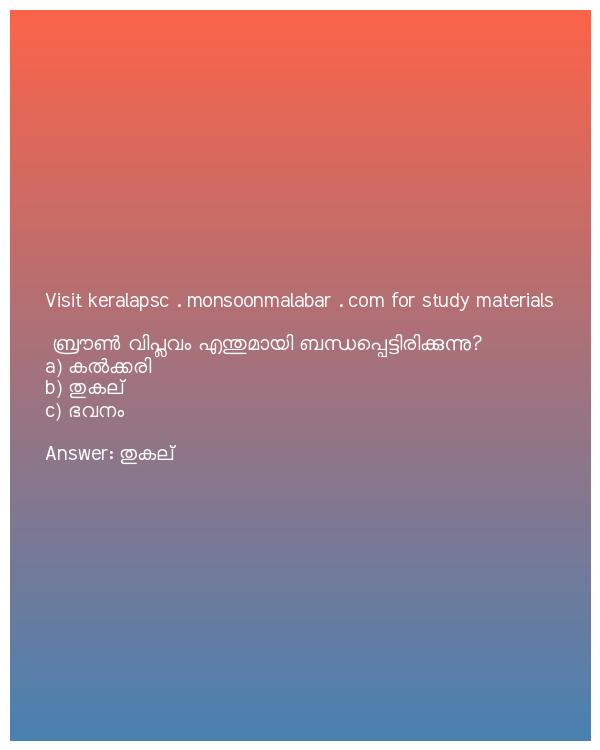 Visit keralapsc . monsoonmalabar . com for study materials
ബ്രൗൺ വിപ്ലവം എന്തുമായി ബന്ധപ്പെട്ടിരിക്കുന്നു?
a) കൽക്കരി
b) തുകല്
c) ഭവനം
Answer: തുകല്